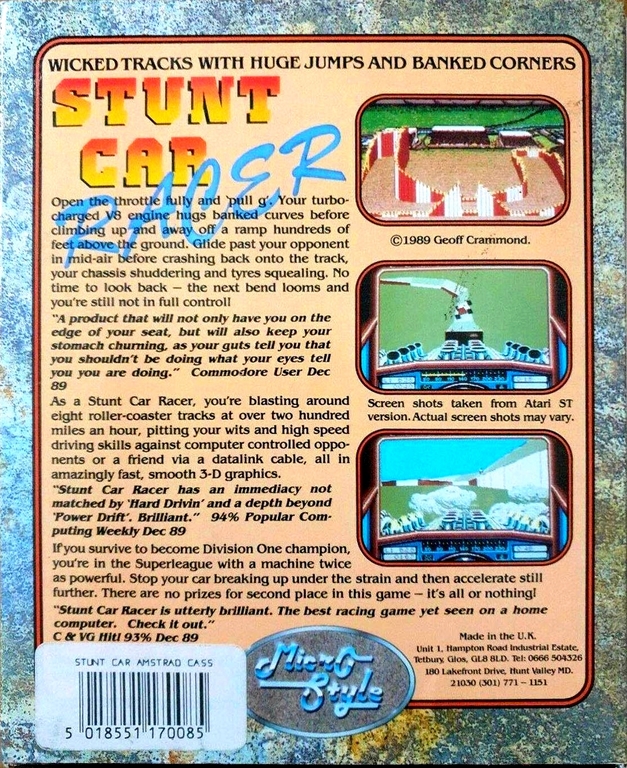 WICKED TRACKS WITH HUGE JUMPS AND BANKED CORNERS
STUNT
CAR
RACER
Open the throttle fully and 'pull g'. Your turbo-
charged V8 engine hugs banked curves before
climbing up and away off a ramp hundreds of
feet above the ground. Glide past your opponent
in mid-air before crashing back onto the track,
your chassis shuddering and tyres squealing. No
time to look back – the next bend looms and
you're still not in full control!
"A product that will not only have you on the
edge of your seat, but will also keep your
stomach churning, as your guts tell you that
you shouldn't be doing what your eyes tell
you you are doing." Commodore User Dec
89
As a Stunt Car Racer, you're blasting around
eight roller-coaster tracks at over two hundred
miles an hour, pitting your wits and high speed
driving skills against computer controlled oppo-
nents or a friend via a datalink cable, all in
amazingly fast, smooth 3-D graphics.
"Stunt Car Racer has an immediacy not
matched by 'Hard Drivin' and a depth beyond
'Power Drift'. Brilliant." 94% Popular Com-
puting Weekly Dec 89
If you survive to become Division One champion,
you're in the Superleague with a machine twice
as powerful. Stop your car breaking up under the strain and then accelerate still
further. There are no prizes for second place in this game – it's all or nothing!
"Stunt Car Racer is utterly brilliant. The best racing game yet seen on a home
computer. Check it out."
C & VG Hit! 93% Dec 89
©1989 Geoff Crammond.
Screen shots taken from Atari ST
version. Actual screen shots may vary.
STUNT CAR AMSTRAD CASS
5 018551 170085
Micro
Style
Made in the U.K.
Unit 1, Hampton Road Industrial Estate,
Tetbury, Glos, GL8 8LD. Tel: 0666 504326
180 Lakefront Drive, Hunt Valley MD.
21030 (301) 771 – 1151